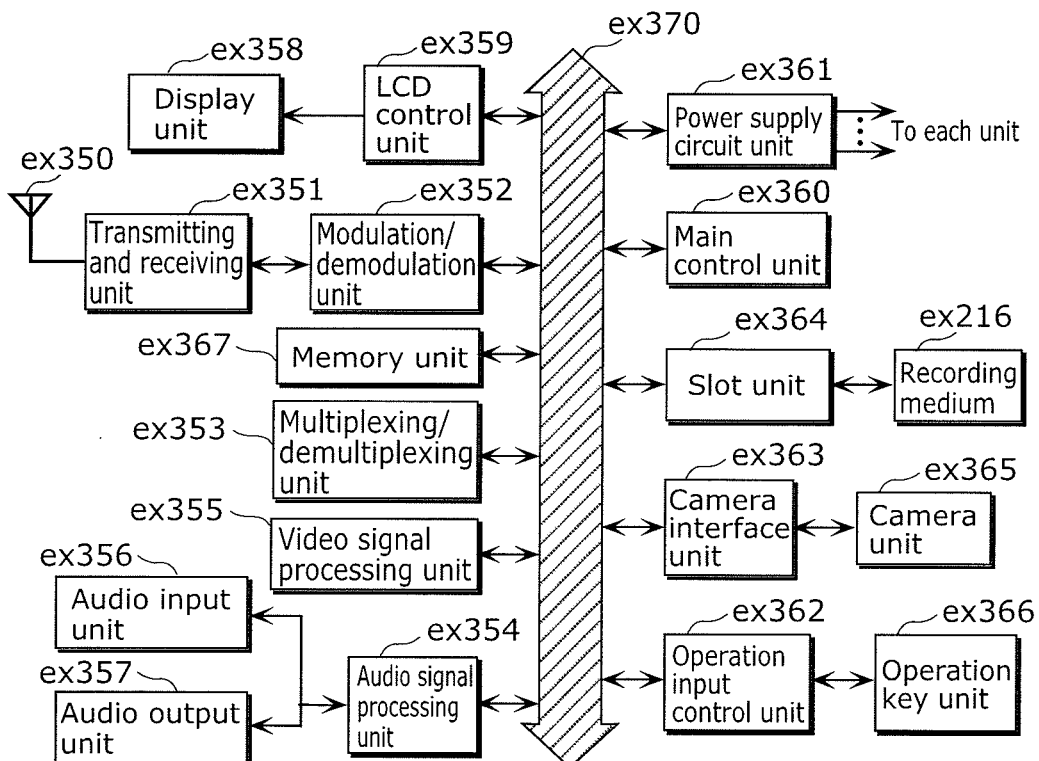 ex370
ex358
ex359
ex361
Display
unit
LCD
control
unit
Power supply
circuit unit
To each unit
ex350
ex351
ex352
ex360
Transmitting
and receiving
unit
Modulation/
demodulation
unit
Main
control unit
ex367
Memory unit
ex364
ex216
Slot unit
Recording
medium
ex353
Multiplexing/
demultiplexing
unit
ex363
ex365
Camera
interface
unit
Camera
unit
ex355
Video signal
processing unit
ex356
Audio input
unit
ex354
ex362
ex366
ex357
Audio output
unit
Audio signal
processing
unit
Operation
input
control unit
Operation
key unit